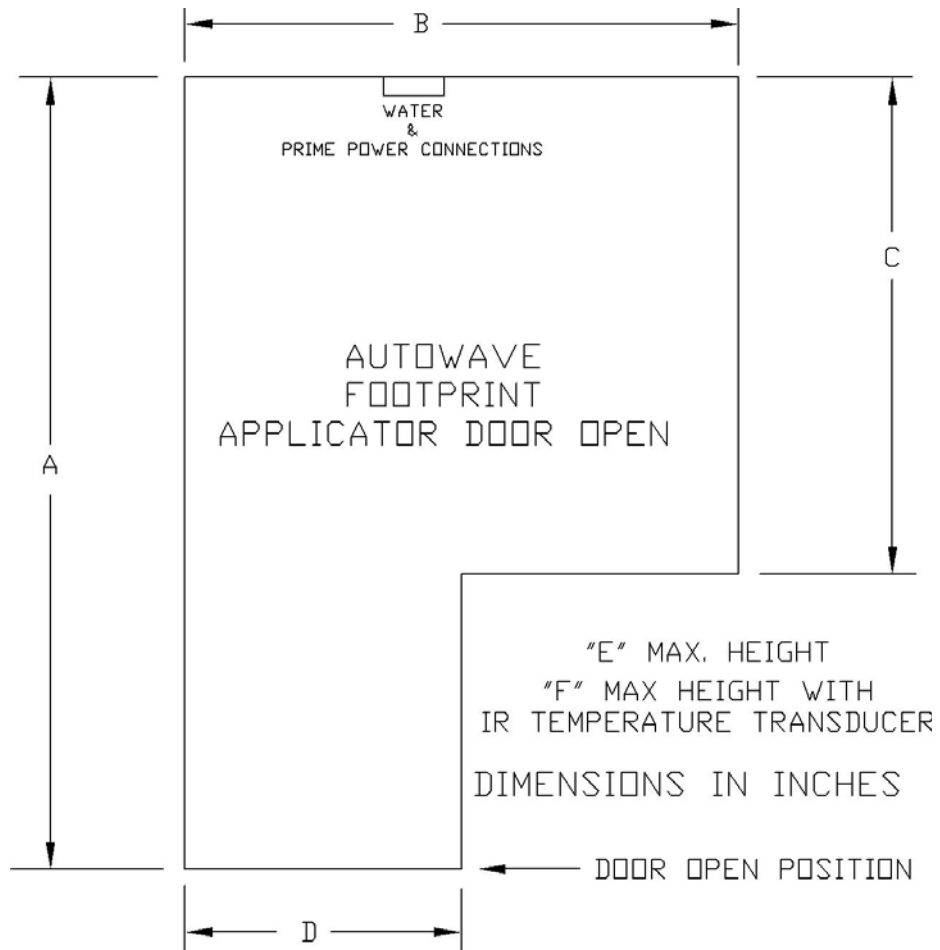 B
WATER
&
PRIME POWER CONNECTIONS
C
AUTOWAVE
FOOTPRINT
APPLICATOR DOOR OPEN
A
"E" MAX. HEIGHT
"F" MAX HEIGHT WITH
IR TEMPERATURE TRANSDUCER
DIMENSIONS IN INCHES
DOOR OPEN POSITION
D